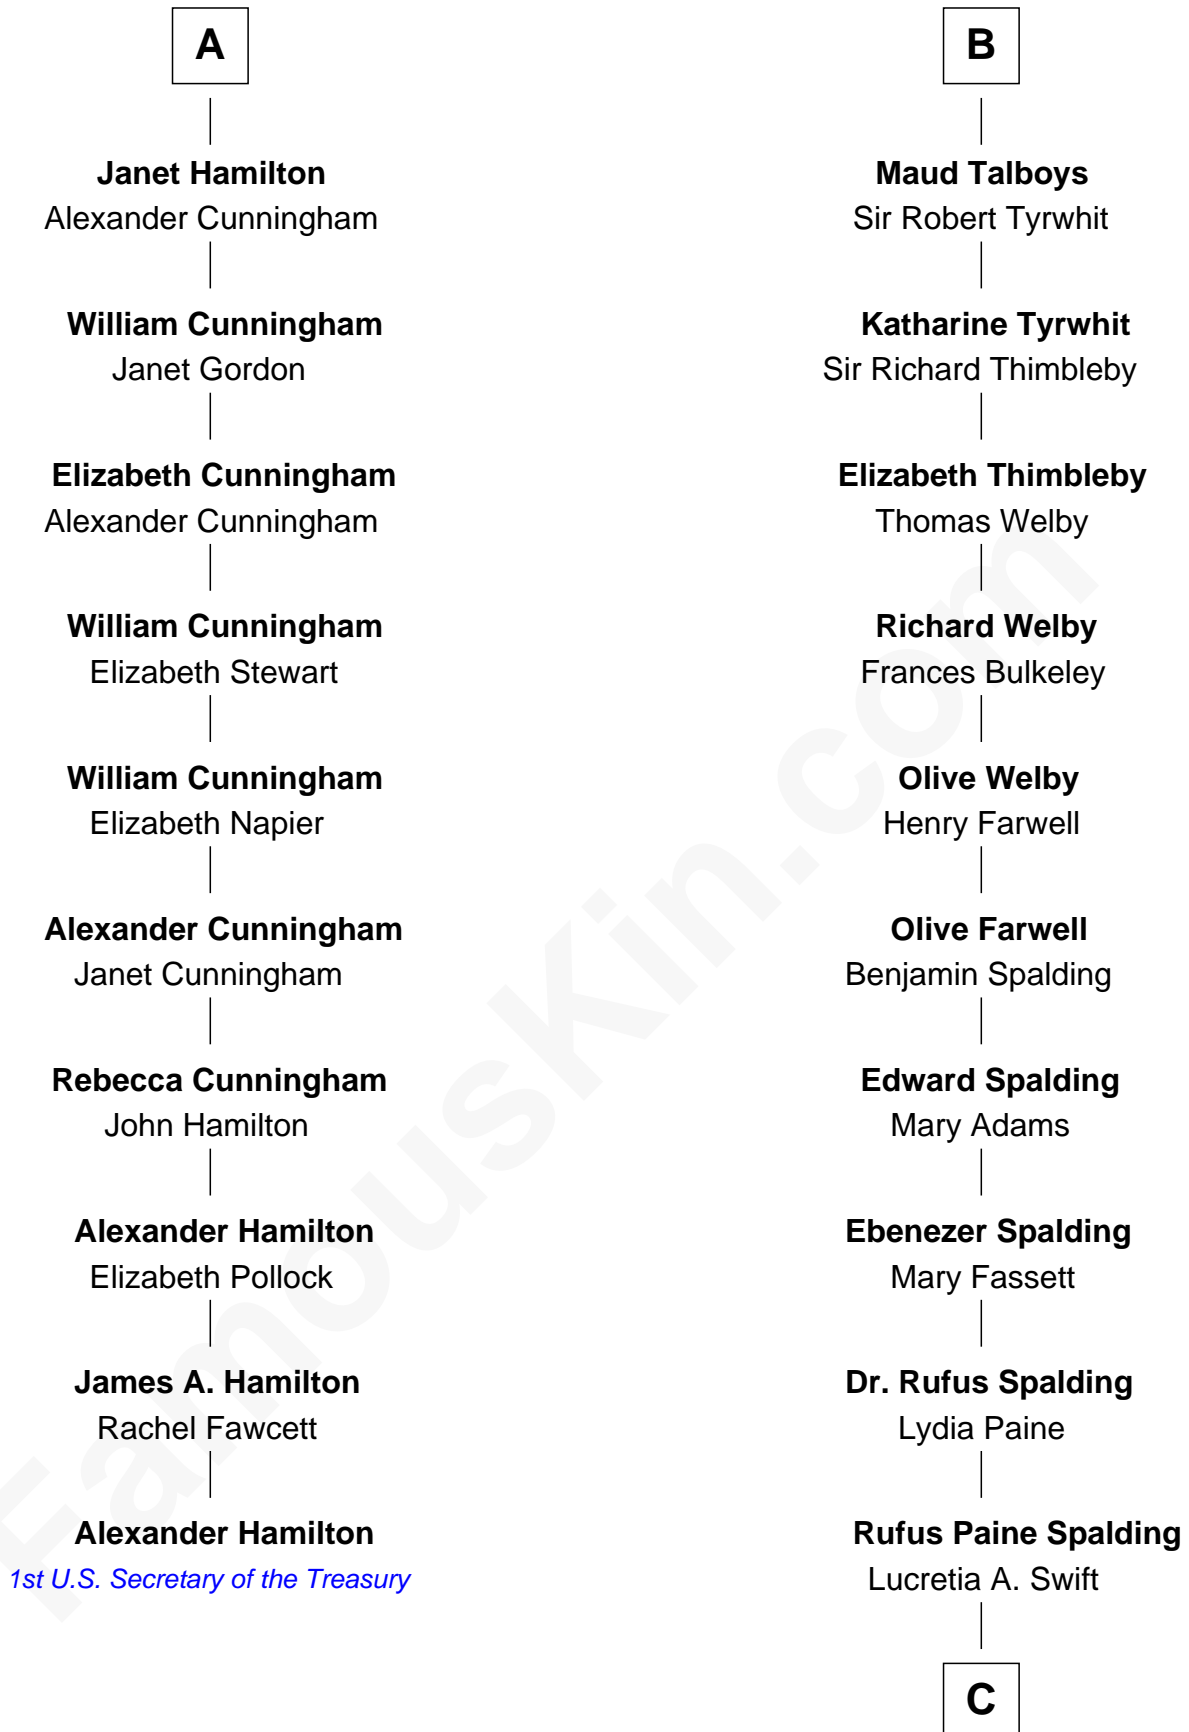 A
Janet Hamilton
Alexander Cunningham
William Cunningham
Janet Gordon
Elizabeth Cunningham
Alexander Cunningham
William Cunningham
Elizabeth Stewart
William Cunningham
Elizabeth Napier
Alexander Cunningham
Janet Cunningham
Rebecca Cunningham
John Hamilton
Alexander Hamilton
Elizabeth Pollock
James A. Hamilton
Rachel Fawcett
Alexander Hamilton
1st U.S. Secretary of the Treasury
B
Maud Talboys
Sir Robert Tyrwhit
Katharine Tyrwhit
Sir Richard Thimbleby
Elizabeth Thimbleby
Thomas Welby
Richard Welby
Frances Bulkeley
Olive Welby
Henry Farwell
Olive Farwell
Benjamin Spalding
Edward Spalding
Mary Adams
Ebenezer Spalding
Mary Fassett
Dr. Rufus Spalding
Lydia Paine
Rufus Paine Spalding
Lucretia A. Swift
C
FamousKin.com